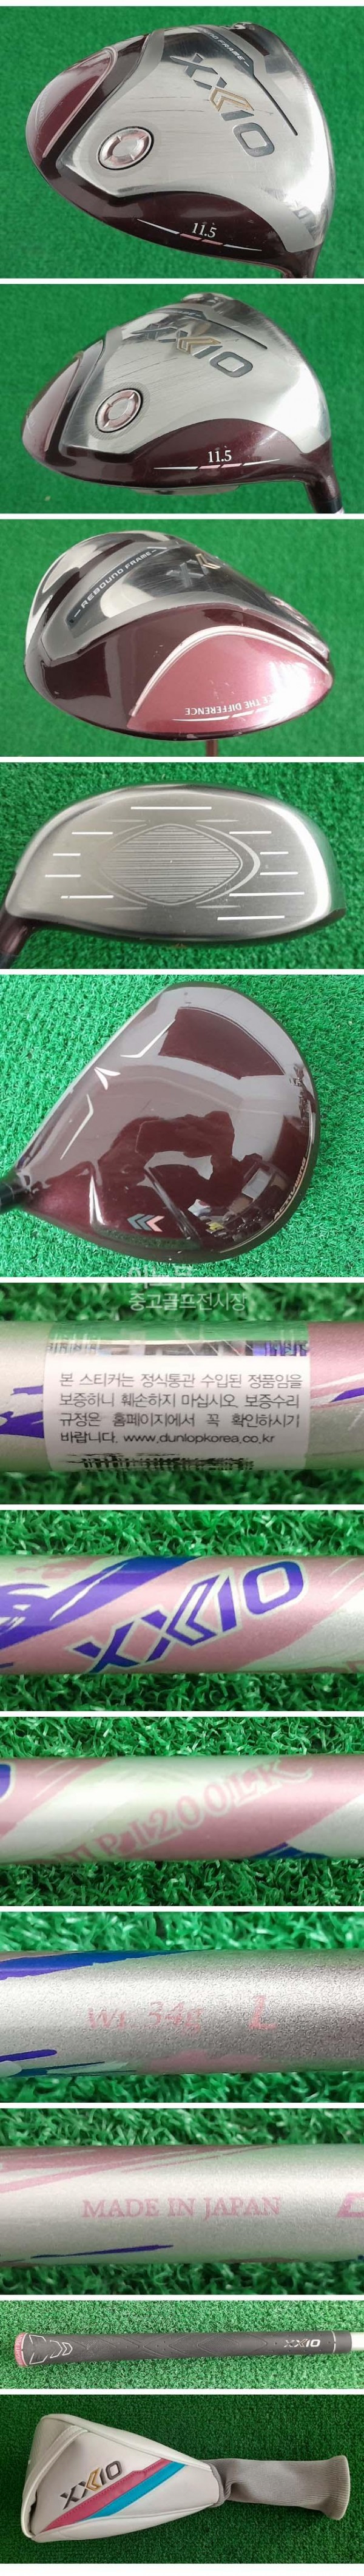 REBOUND FRAME
XXIO
11.5
XXIO
11.5
REBOUND FRAME
THE DIFFERENCE
ACTIVWING
중고골프전시장
본 스티커는 정식통관 수입된 정품임을
보증하니 훼손하지 마십시오. 보증수리
규정은 홈페이지에서 꼭 확인하시기
바랍니다. www.dunlopkorea.co.kr
XXIO
MP1200LK
Wt 34g L
MADE IN JAPAN
XXIO
XXIO